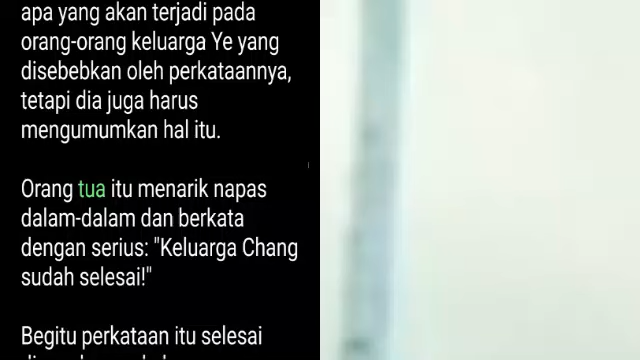 apa yang akan terjadi pada
orang-orang keluarga Ye yang
disebebkan oleh perkataannya,
tetapi dia juga harus
mengumumkan hal itu.
Orang tua itu menarik napas
dalam-dalam dan berkata
dengan serius: "Keluarga Chang
sudah selesai!"
Begitu perkataan itu selesai